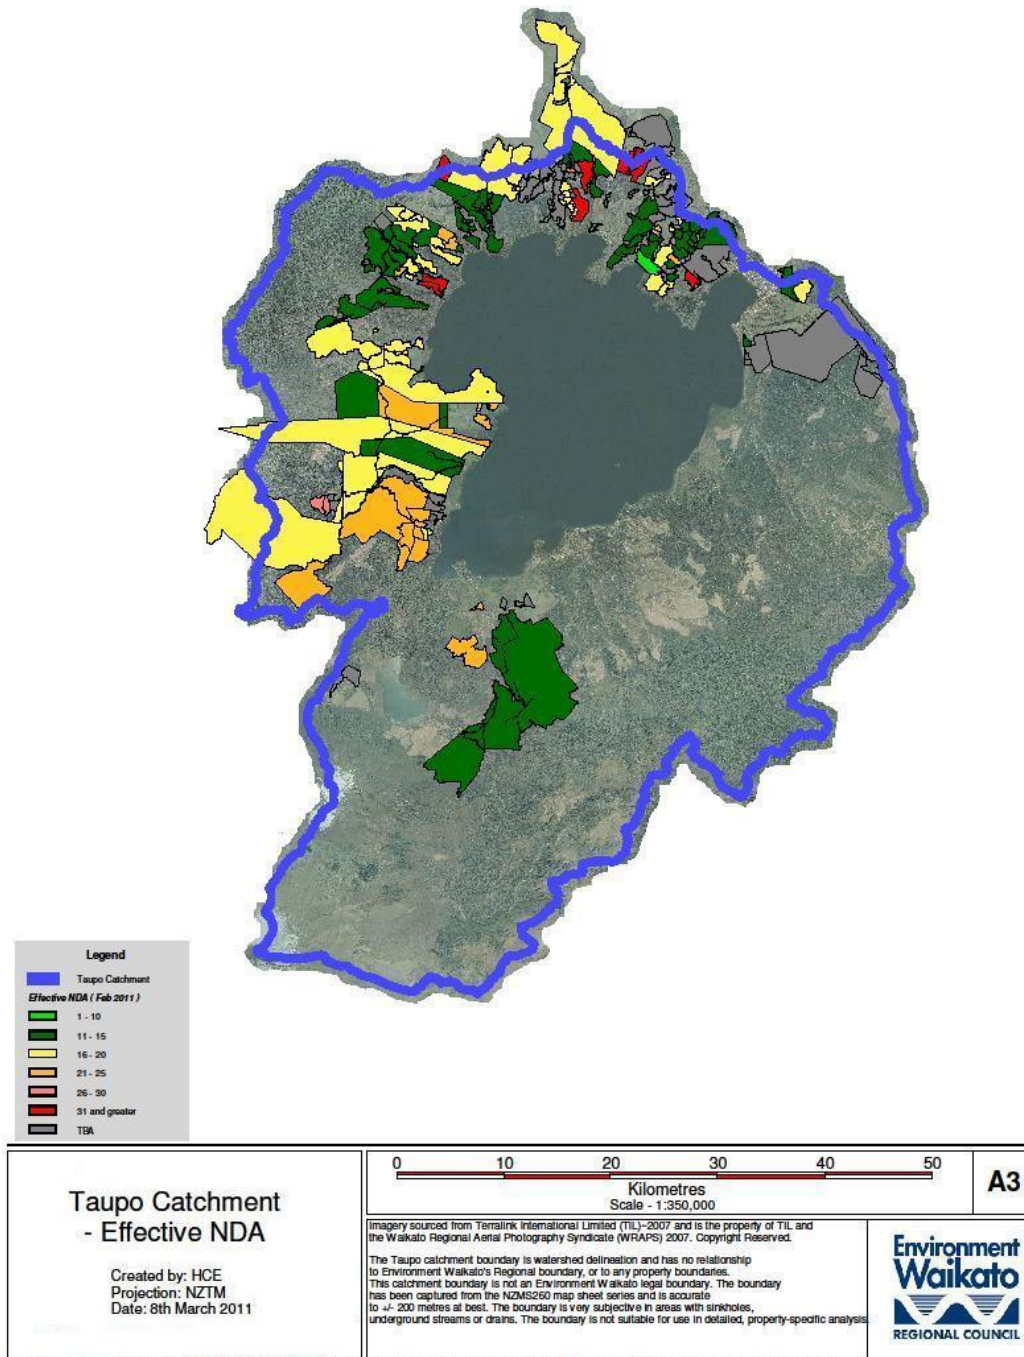 Legend
Taupo Catchment
Effective NDA ( Feb 2011 )
1 - 10
11 - 15
16 - 20
21 - 25
26 - 30
31 and greater
TBA
Taupo Catchment
- Effective NDA
Created by: HCE
Projection: NZTM
Date: 8th March 2011
0 10 20 30 40 50
Kilometres
Scale - 1:350,000
A3
Imagery sourced from Terralink International Limited (TIL)-2007 and is the property of TIL and
the Waikato Regional Aerial Photography Syndicate (WRAPS) 2007. Copyright Reserved.
The Taupo catchment boundary is watershed delineation and has no relationship
to Environment Waikato's Regional boundary, or to any property boundaries.
This catchment boundary is not an Environment Waikato legal boundary. The boundary
has been captured from the NZMS260 map sheet series and is accurate
to +/- 200 metres at best. The boundary is very subjective in areas with sinkholes,
underground streams or drains. The boundary is not suitable for use in detailed, property-specific analysis.
Environment
Waikato
REGIONAL COUNCIL